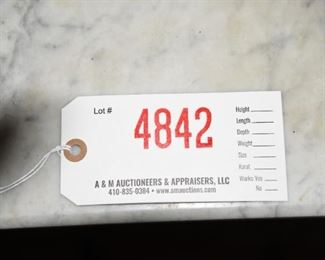 Lot #
4842
Height
Length
Depth
Weight
Size
Karat
Works Yes
No
A & M AUCTIONEERS & APPRAISERS, LLC
410-835-0384 • www.amauctions.com